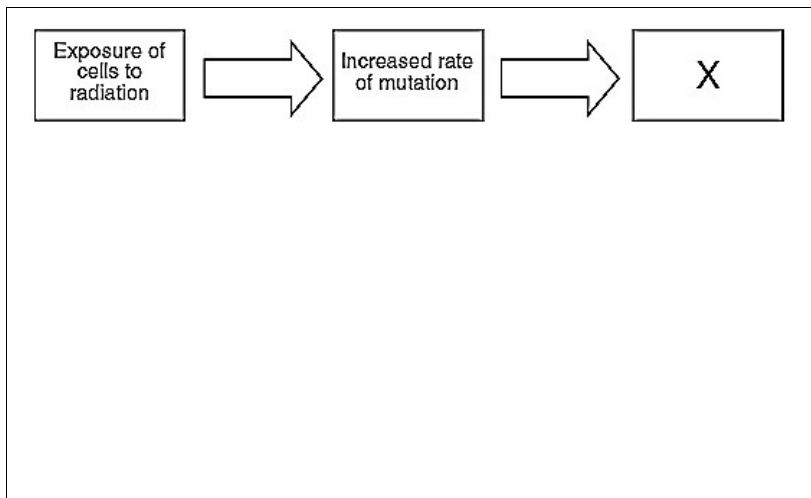 Exposure of
cells to
radiation
Increased rate
of mutation
X